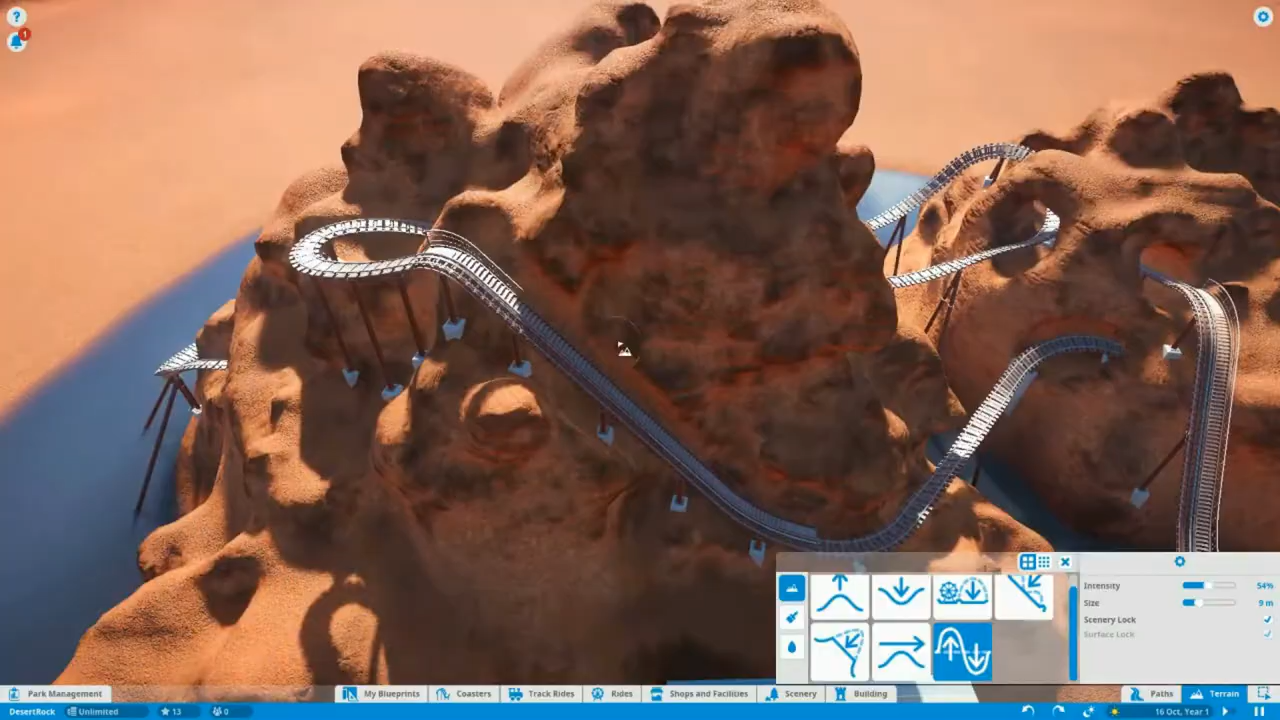 ?
1
Intensity 54%
Size 9 m
Scenery Lock
Surface Lock
Park Management My Blueprints Coasters Track Rides Rides Shops and Facilities Scenery Building Paths Terrain
DesertRock Unlimited 13 0 16 Oct, Year 1